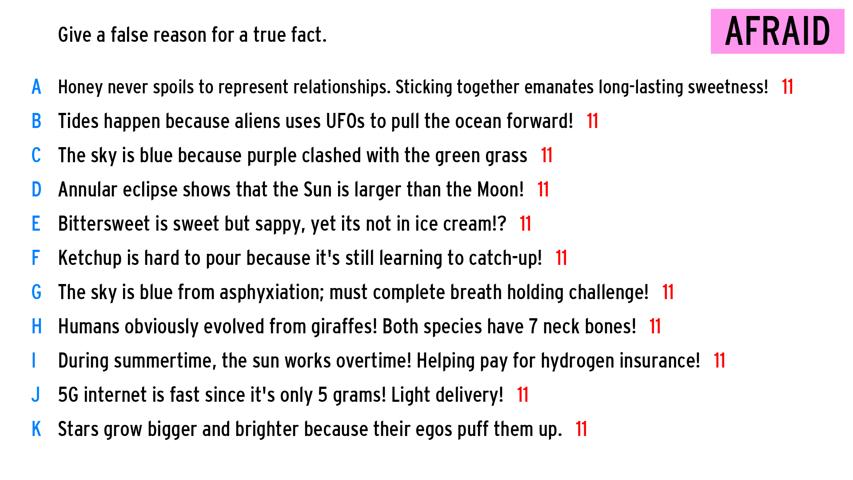 Give a false reason for a true fact.
AFRAID
A Honey never spoils to represent relationships. Sticking together emanates long-lasting sweetness! 11
B Tides happen because aliens uses UFOs to pull the ocean forward! 11
C The sky is blue because purple clashed with the green grass 11
D Annular eclipse shows that the Sun is larger than the Moon! 11
E Bittersweet is sweet but sappy, yet its not in ice cream!? 11
F Ketchup is hard to pour because it's still learning to catch-up! 11
G The sky is blue from asphyxiation; must complete breath holding challenge! 11
H Humans obviously evolved from giraffes! Both species have 7 neck bones! 11
I During summertime, the sun works overtime! Helping pay for hydrogen insurance! 11
J 5G internet is fast since it's only 5 grams! Light delivery! 11
K Stars grow bigger and brighter because their egos puff them up. 11